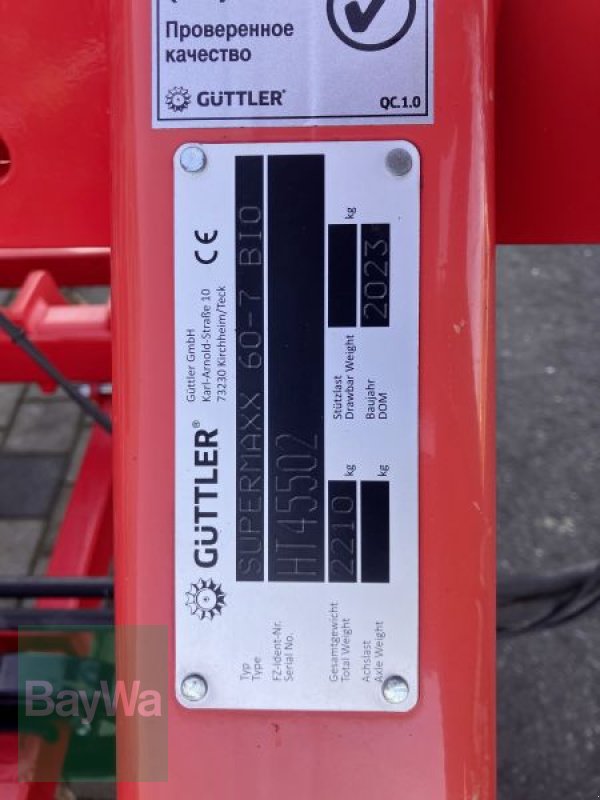 Проверенное
качество
GÜTTLER®
QC.1.0
GÜTTLER®
Güttler GmbH
Karl-Arnold-Straße 10
73230 Kirchheim/Teck
CE
Typ
Type
SUPERMAXX 60-7 BIO
FZ-Ident-Nr.
Serial No.
HT45502
Gesamtgewicht
Total Weight
2210 kg
Stützlast
Drawbar Weight
kg
Achslast
Axle Weight
kg
Baujahr
DOM
2023
BayWa